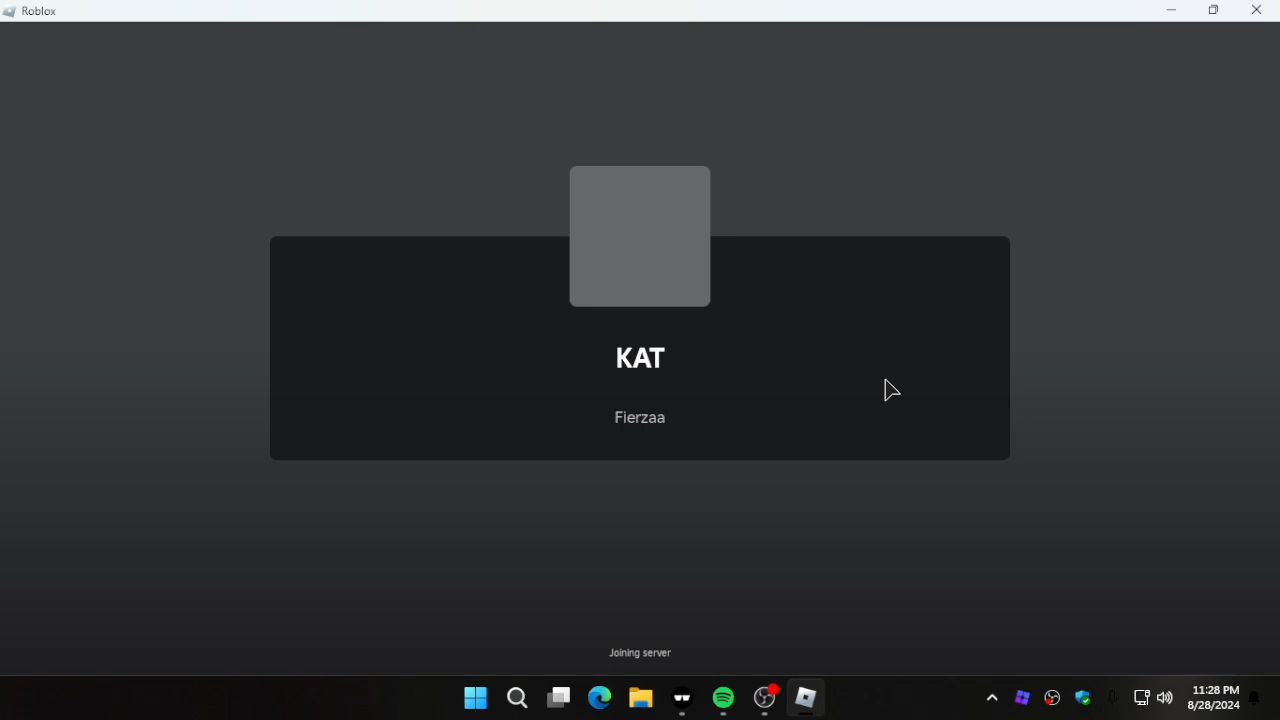 Roblox
KAT
Fierzaa
Joining server
11:28 PM
8/28/2024